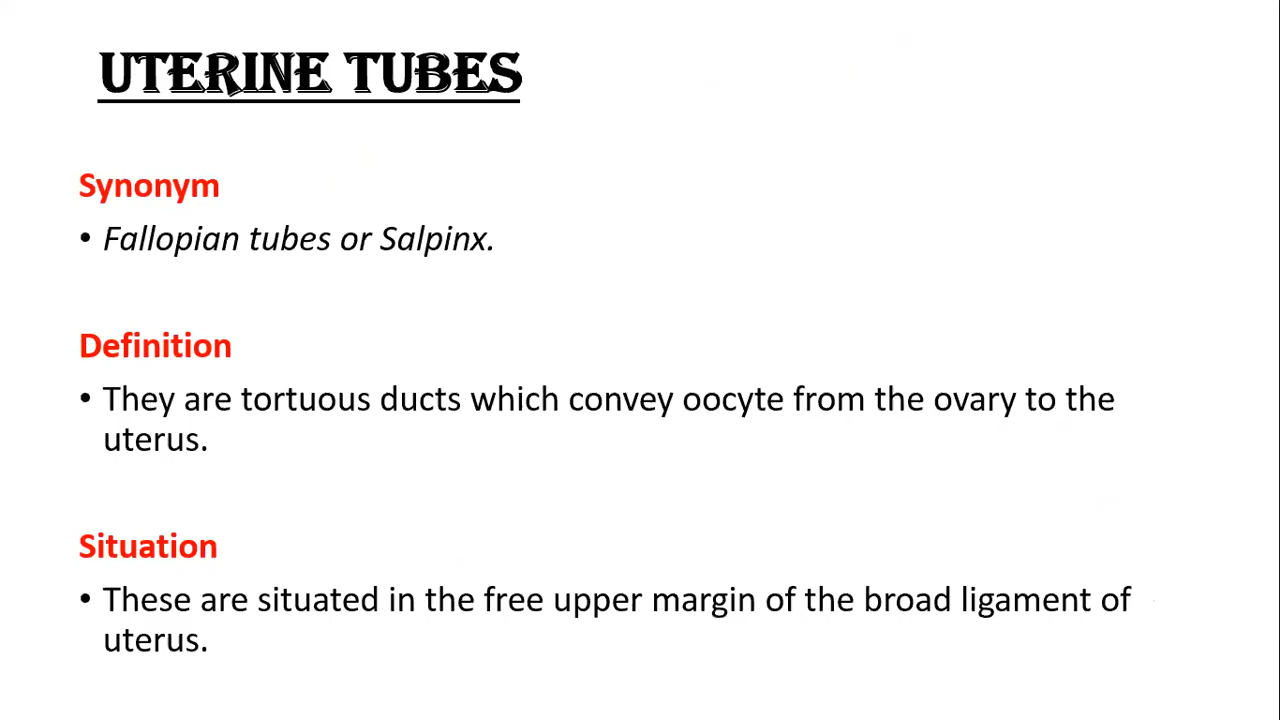 UTERINE TUBES
Synonym
• Fallopian tubes or Salpinx.
Definition
• They are tortuous ducts which convey oocyte from the ovary to the
uterus.
Situation
• These are situated in the free upper margin of the broad ligament of
uterus.